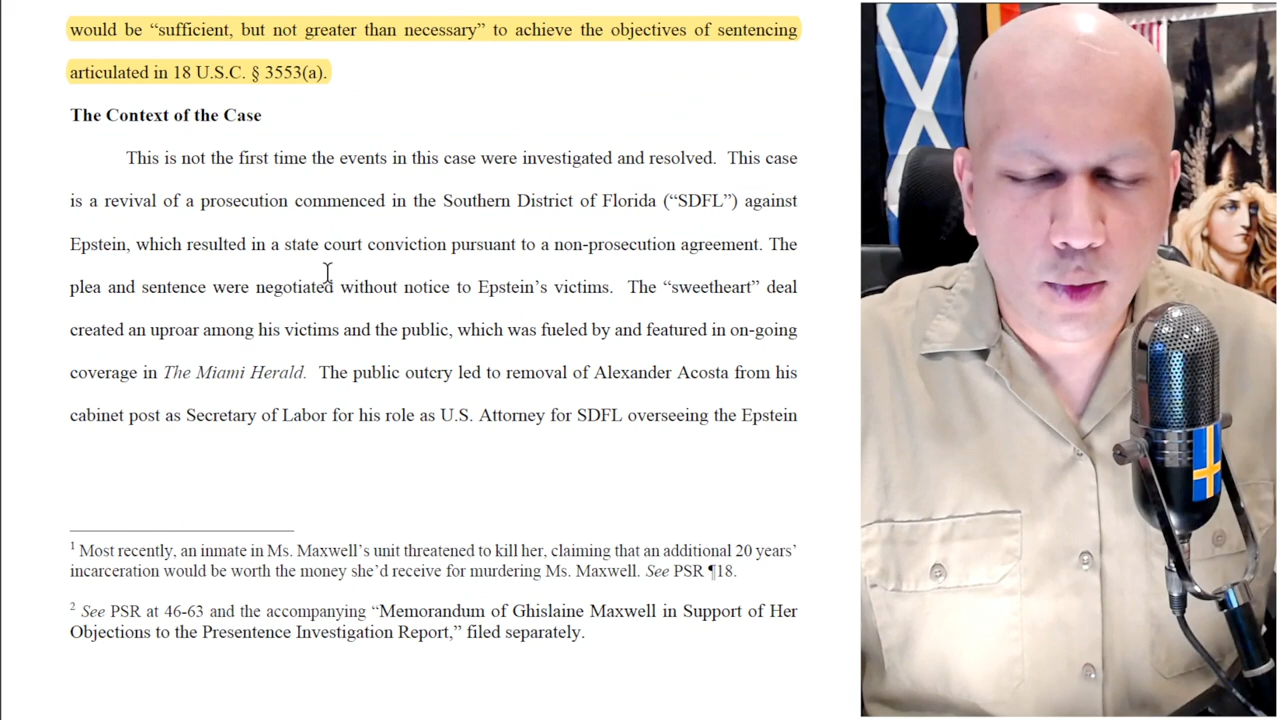 would be “sufficient, but not greater than necessary” to achieve the objectives of sentencing
articulated in 18 U.S.C. § 3553(a).
The Context of the Case
This is not the first time the events in this case were investigated and resolved. This case
is a revival of a prosecution commenced in the Southern District of Florida (“SDFL”) against
Epstein, which resulted in a state court conviction pursuant to a non-prosecution agreement. The
plea and sentence were negotiated without notice to Epstein’s victims. The “sweetheart” deal
created an uproar among his victims and the public, which was fueled by and featured in on-going
coverage in The Miami Herald. The public outcry led to removal of Alexander Acosta from his
cabinet post as Secretary of Labor for his role as U.S. Attorney for SDFL overseeing the Epstein
1 Most recently, an inmate in Ms. Maxwell’s unit threatened to kill her, claiming that an additional 20 years’
incarceration would be worth the money she’d receive for murdering Ms. Maxwell. See PSR ¶18.
2 See PSR at 46-63 and the accompanying “Memorandum of Ghislaine Maxwell in Support of Her
Objections to the Presentence Investigation Report,” filed separately.